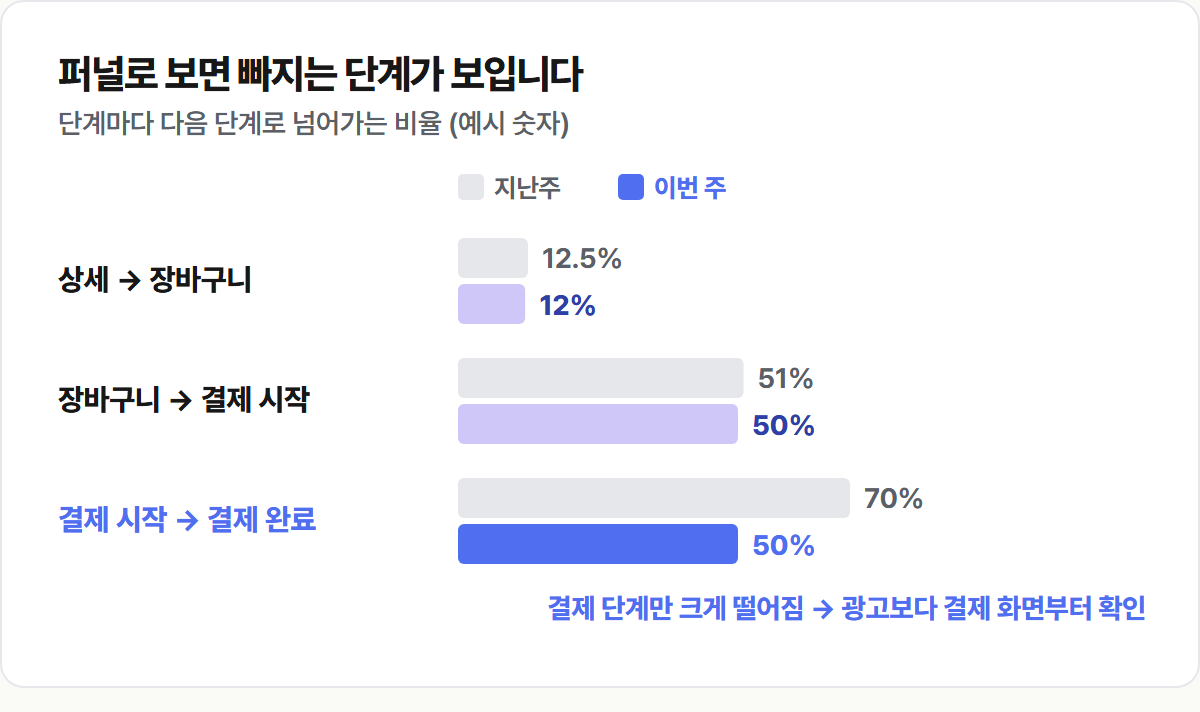 퍼널로 보면 빠지는 단계가 보입니다
단계마다 다음 단계로 넘어가는 비율 (예시 숫자)
지난주
이번 주
상세 → 장바구니
12.5%
12%
장바구니 → 결제 시작
51%
50%
결제 시작 → 결제 완료
70%
50%
결제 단계만 크게 떨어짐 → 광고보다 결제 화면부터 확인